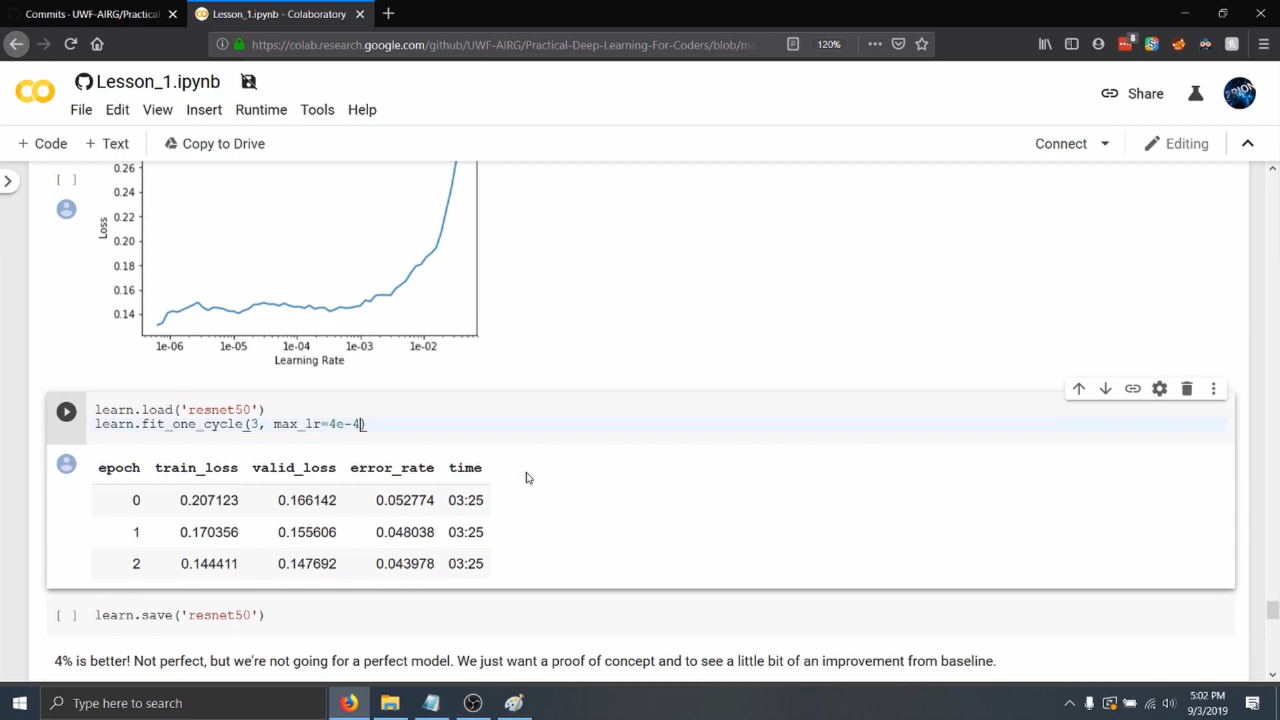 Commits · UWF-AIRG/Practical
Lesson_1.ipynb - Colaboratory
https://colab.research.google.com/github/UWF-AIRG/Practical-Deep-Learning-For-Coders/blob/ma
120%
8
CO
Lesson_1.ipynb
Share
File Edit View Insert Runtime Tools Help
+ Code + Text Copy to Drive Connect Editing
0.26
[ ]
0.24
0.22
Loss
0.20
0.18
0.16
0.14
1e-06 1e-05 1e-04 1e-03 1e-02
Learning Rate
learn.load('resnet50')
learn.fit_one_cycle(3, max_lr=4e-4)
epoch train_loss valid_loss error_rate time
0 0.207123 0.166142 0.052774 03:25
1 0.170356 0.155606 0.048038 03:25
2 0.144411 0.147692 0.043978 03:25
[ ] learn.save('resnet50')
4% is better! Not perfect, but we're not going for a perfect model. We just want a proof of concept and to see a little bit of an improvement from baseline.
Type here to search
5:02 PM
9/3/2019